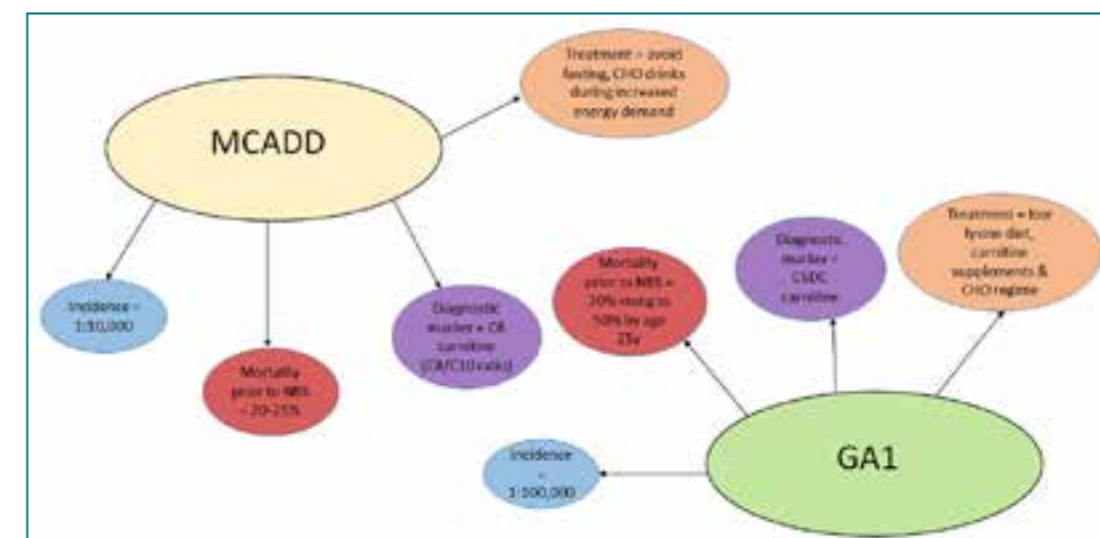 MCADD
Treatment = avoid
fasting, CHO drinks
during increased
energy demand
Incidence =
1:10,000
Mortality
prior to NBS
= 20-25%
Diagnostic
marker = C8
carnitine
(C8/C10 ratio)
GA1
Incidence
=
1:100,000
Mortality
prior to NBS =
20% rising to
50% by age
25y
Diagnostic
marker =
C5DC
carnitine
Treatment = low
lysine diet,
carnitine
supplements &
CHO regime